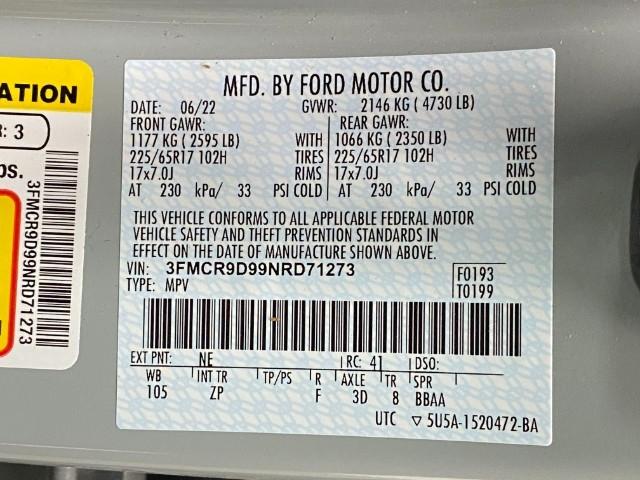 ATION
R: 3
bs.
3FMCR9D99NRD71273
MFD. BY FORD MOTOR CO.
DATE: 06/22 GVWR: 2146 KG ( 4730 LB)
FRONT GAWR: REAR GAWR:
1177 KG ( 2595 LB) WITH 1066 KG ( 2350 LB) WITH
225/65R17 102H TIRES 225/65R17 102H TIRES
17x7.0J RIMS 17x7.0J RIMS
AT 230 kPa/ 33 PSI COLD AT 230 kPa/ 33 PSI COLD
THIS VEHICLE CONFORMS TO ALL APPLICABLE FEDERAL MOTOR
VEHICLE SAFETY AND THEFT PREVENTION STANDARDS IN
EFFECT ON THE DATE OF MANUFACTURE SHOWN ABOVE.
VIN: 3FMCR9D99NRD71273 F0193
TYPE: MPV T0199
EXT PNT: NE RC: 41 DSO:
WB INT TR TP/PS R AXLE TR SPR
105 ZP F 3D 8 BBAA
UTC ▽ 5U5A-1520472-BA